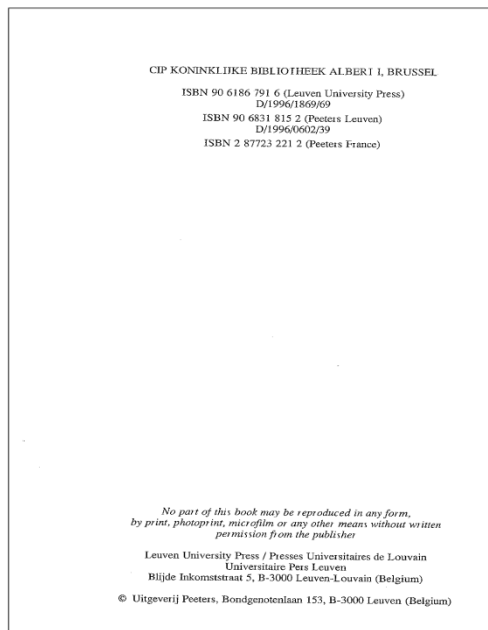 CIP KONINKLIJKE BIBLIOTHEEK ALBERT I, BRUSSEL
ISBN 90 6186 791 6 (Leuven University Press)
D/1996/1869/69
ISBN 90 6831 815 2 (Peeters Leuven)
D/1996/0602/39
ISBN 2 87723 221 2 (Peeters France)
No part of this book may be reproduced in any form,
by print, photoprint, microfilm or any other means without written
permission from the publisher
Leuven University Press / Presses Universitaires de Louvain
Universitaire Pers Leuven
Blijde Inkomststraat 5, B-3000 Leuven-Louvain (Belgium)
© Uitgeverij Peeters, Bondgenotenlaan 153, B-3000 Leuven (Belgium)